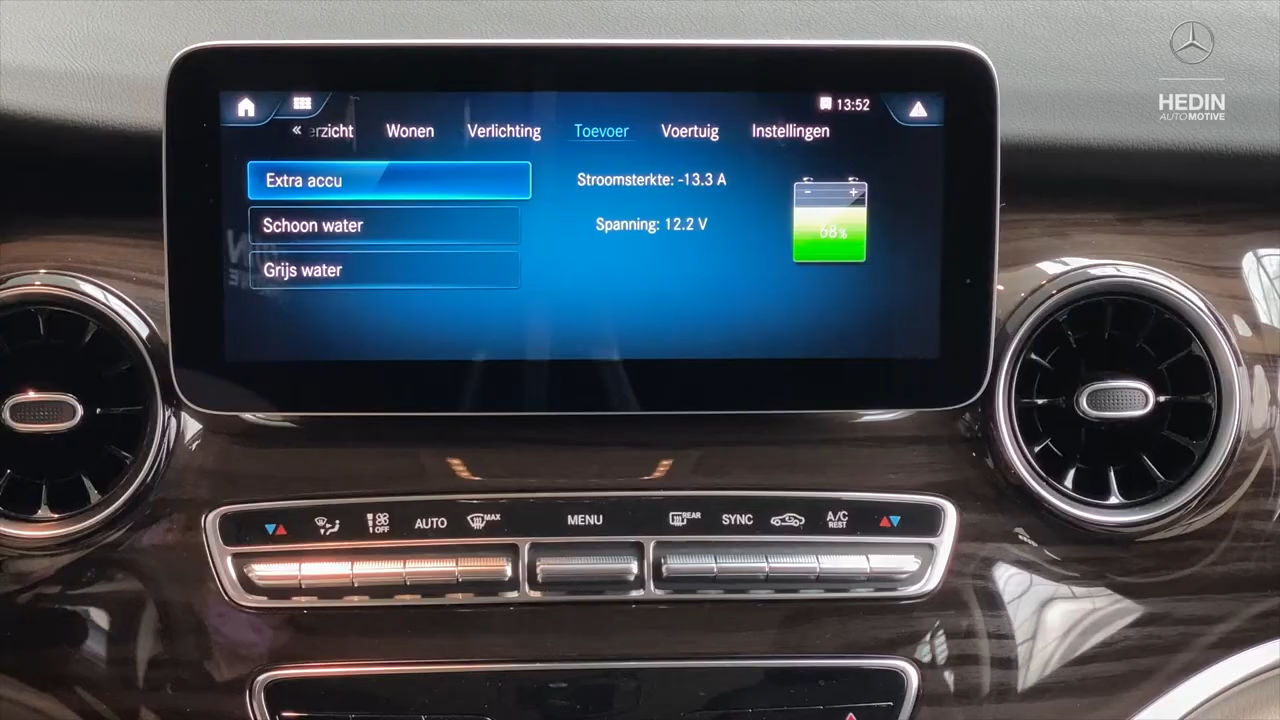 HEDIN
AUTOMOTIVE
13:52
« erzicht Wonen Verlichting Toevoer Voertuig Instellingen
Extra accu
Stroomsterkte: -13.3 A
Schoon water
Spanning: 12.2 V
68%
Grijs water
OFF AUTO MAX MENU REAR SYNC A/C
REST